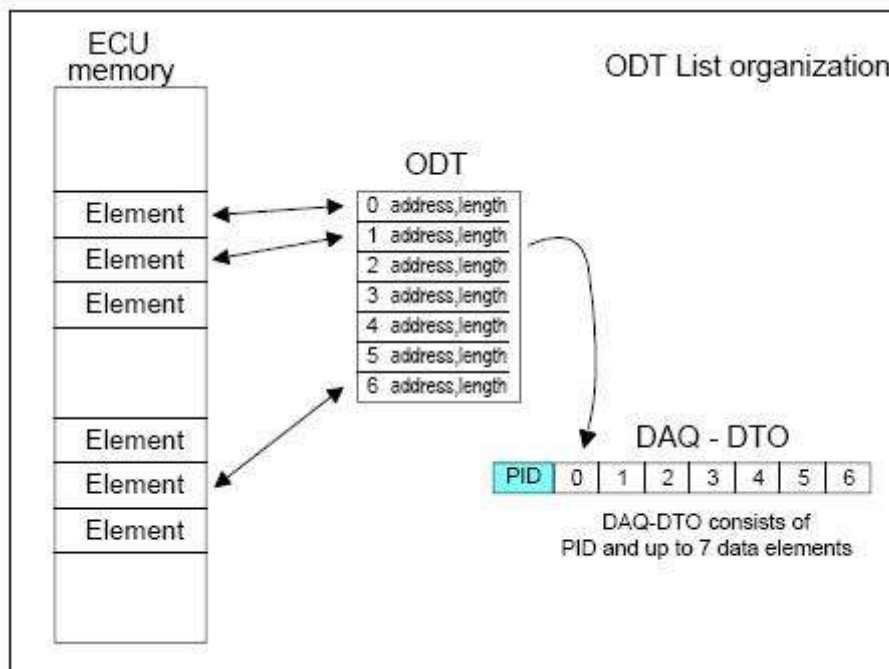 ECU
memory
ODT List organization
ODT
Element
Element
Element
Element
Element
Element
0 address,length
1 address,length
2 address,length
3 address,length
4 address,length
5 address,length
6 address,length
DAQ - DTO
PID 0 1 2 3 4 5 6
DAQ-DTO consists of
PID and up to 7 data elements